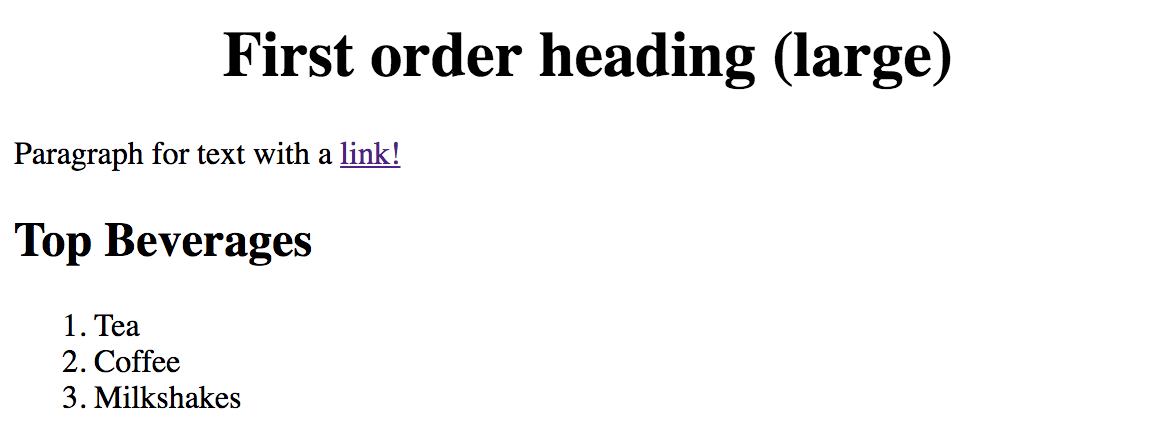 First order heading (large)
Paragraph for text with a link!
Top Beverages
1. Tea
2. Coffee
3. Milkshakes